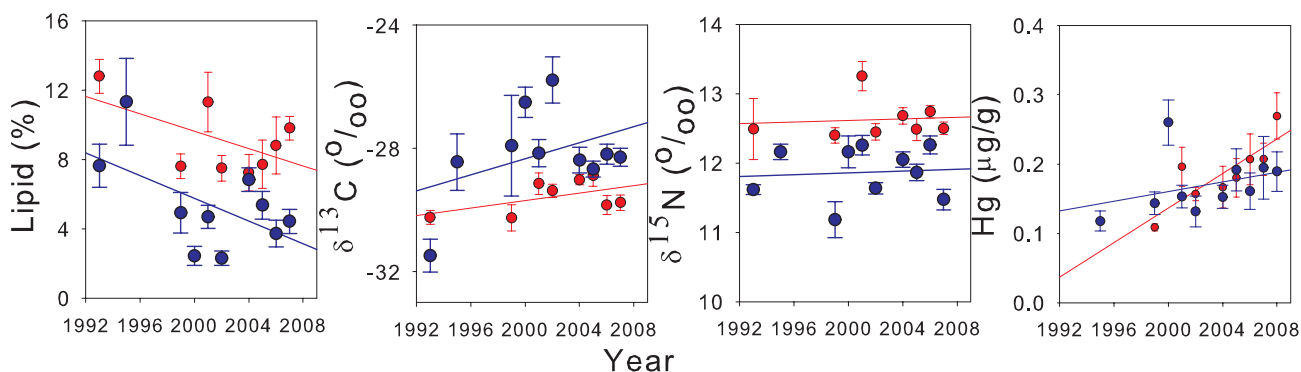 Lipid (%)
16
12
8
4
0
1992 1996 2000 2004 2008
δ¹³C (⁰/oo)
-24
-28
-32
1992 1996 2000 2004 2008
δ¹⁵N (⁰/oo)
14
13
12
11
10
1992 1996 2000 2004 2008
Hg (μg/g)
0.4
0.3
0.2
0.1
0.0
1992 1996 2000 2004 2008
Year